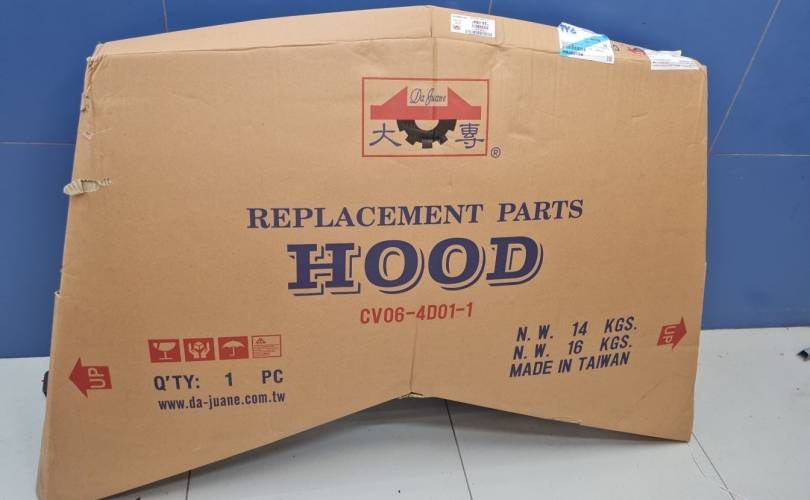 TY6
Da Juane
大 專
®
REPLACEMENT PARTS
HOOD
CV06-4D01-1
N. W. 14 KGS.
N. W. 16 KGS.
MADE IN TAIWAN
UP
UP
Q'TY: 1 PC
www.da-juane.com.tw